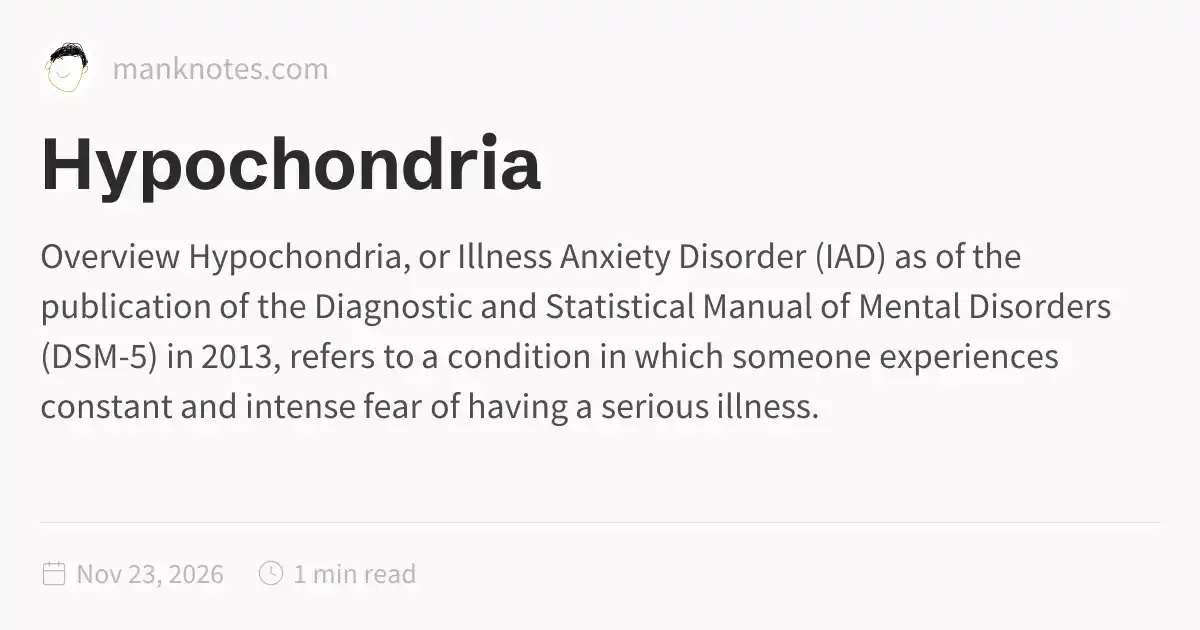 manknotes.com
Hypochondria
Overview Hypochondria, or Illness Anxiety Disorder (IAD) as of the
publication of the Diagnostic and Statistical Manual of Mental Disorders
(DSM-5) in 2013, refers to a condition in which someone experiences
constant and intense fear of having a serious illness.
Nov 23, 2026 1 min read